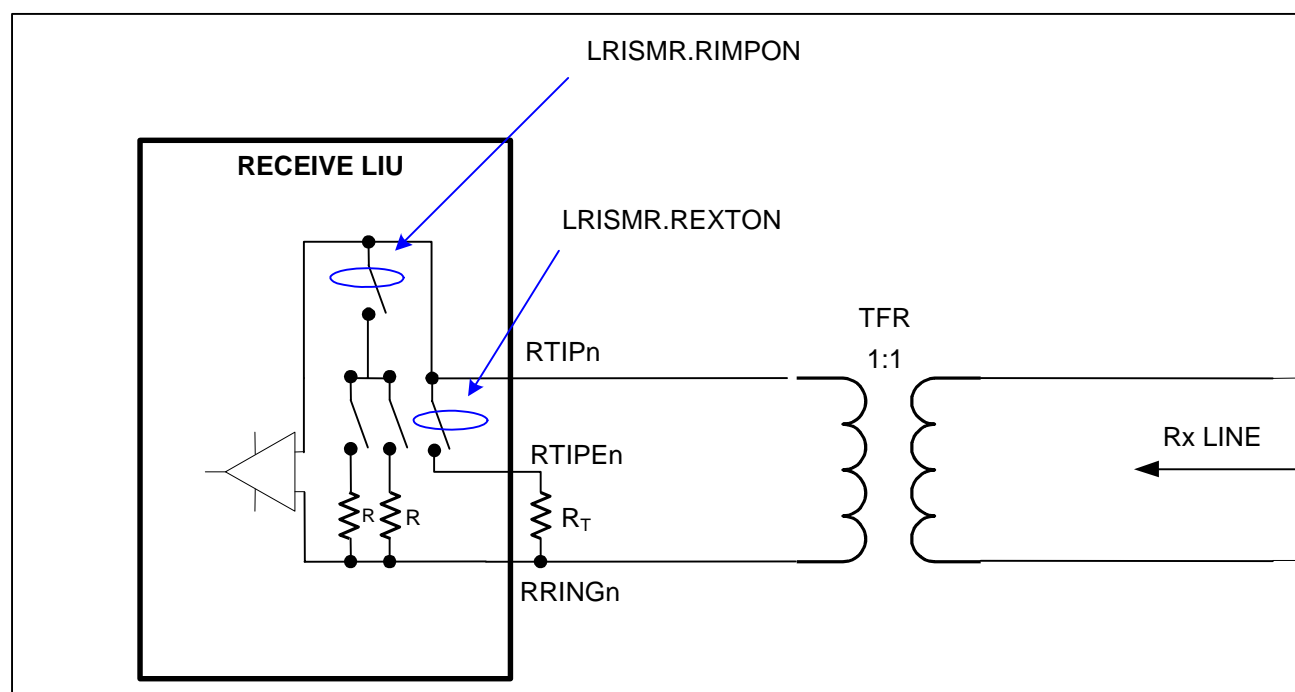 LRISMR.RIMPON
RECEIVE LIU
LRISMR.REXTON
TFR
1:1
RTIPn
Rx LINE
RTIPEn
R
R
RT
RRINGn